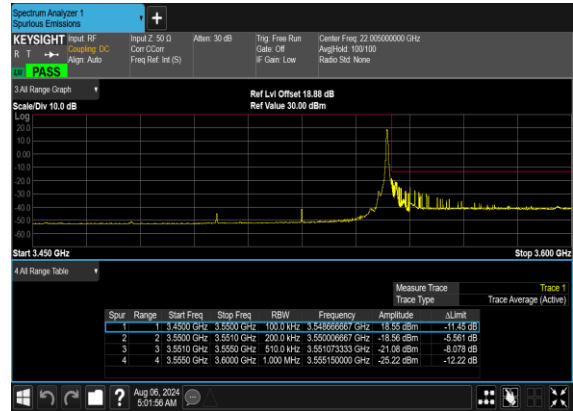 Spectrum Analyzer 1
Spurious Emissions
KEYSIGHT Input: RF Input Z: 50 Ω Atten: 30 dB Trig: Free Run Center Freq: 22.005000000 GHz
R T Coupling: DC Corr CCorr Gate: Off Avg|Hold: 100/100
Align: Auto Freq Ref: Int (S) IF Gain: Low Radio Std: None
PASS
3 All Range Graph
Ref Lvl Offset 18.88 dB
Scale/Div 10.0 dB Ref Value 30.00 dBm
Log
20.0
10.0
0.00
-10.0
-20.0
-30.0
-40.0
-50.0
-60.0
Start 3.450 GHz Stop 3.600 GHz
4 All Range Table
Measure Trace Trace 1
Trace Type Trace Average (Active)
Spur Range Start Freq Stop Freq RBW Frequency Amplitude ΔLimit
1 1 3.4500 GHz 3.5500 GHz 100.0 kHz 3.548666667 GHz 18.55 dBm -11.45 dB
2 2 3.5500 GHz 3.5510 GHz 200.0 kHz 3.550006667 GHz -18.56 dBm -5.561 dB
3 3 3.5510 GHz 3.5550 GHz 510.0 kHz 3.551073333 GHz -21.08 dBm -8.078 dB
4 4 3.5550 GHz 3.6000 GHz 1.000 MHz 3.555150000 GHz -25.22 dBm -12.22 dB
? Aug 06, 2024
5:01:56 AM